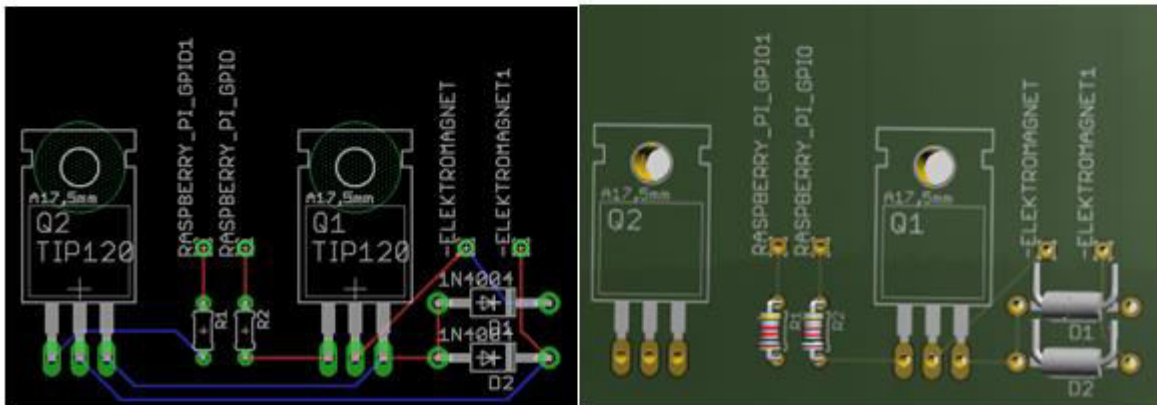 RASPBERRY_PI_GPIO1
RASPBERRY_PI_GPIO
-ELEKTROMAGNET
-ELEKTROMAGNET1
A17,5mm
Q2
TIP120
A17,5mm
Q1
TIP120
R1
R2
1N4004
D1
1N4004
D2
RASPBERRY_PI_GPIO1
RASPBERRY_PI_GPIO
-ELEKTROMAGNET
-ELEKTROMAGNET1
A17,5mm
Q2
A17,5mm
Q1
R1
R2
D1
D2